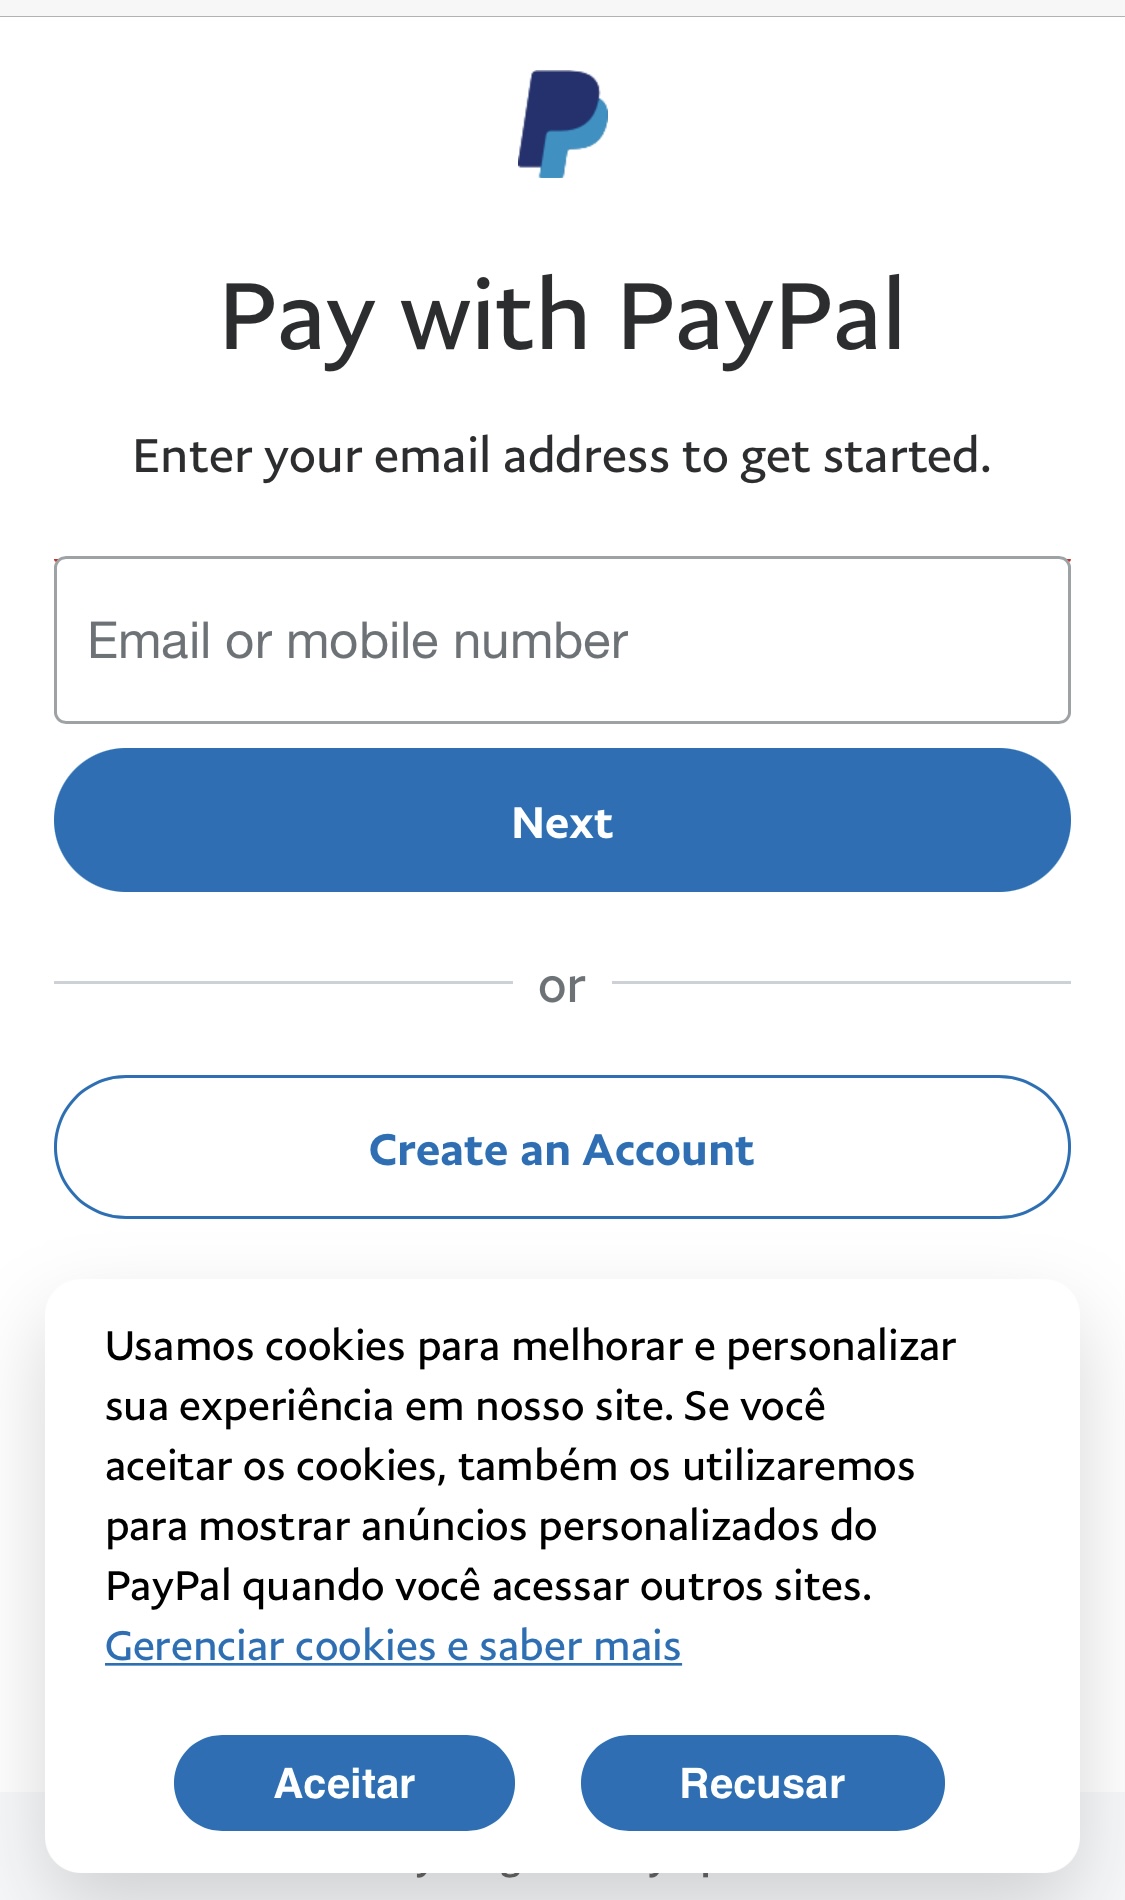 Pay with PayPal
Enter your email address to get started.
Email or mobile number
Next
or
Create an Account
Usamos cookies para melhorar e personalizar
sua experiência em nosso site. Se você
aceitar os cookies, também os utilizaremos
para mostrar anúncios personalizados do
PayPal quando você acessar outros sites.
Gerenciar cookies e saber mais
Aceitar
Recusar